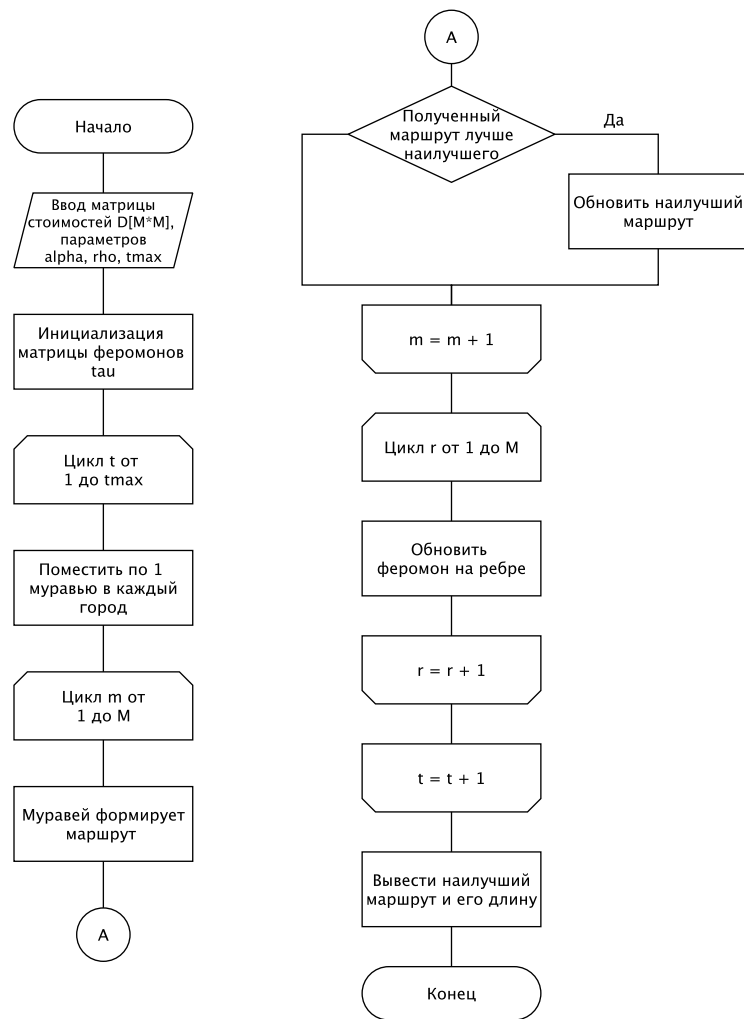 Начало
Ввод матрицы
стоимостей D[M*M],
параметров
alpha, rho, tmax
Инициализация
матрицы феромонов
tau
Цикл t от
1 до tmax
Поместить по 1
муравью в каждый
город
Цикл m от
1 до M
Муравей формирует
маршрут
A
A
Полученный
маршрут лучше
наилучшего
Да
Обновить наилучший
маршрут
m = m + 1
Цикл r от 1 до M
Обновить
феромон на ребре
r = r + 1
t = t + 1
Вывести наилучший
маршрут и его длину
Конец